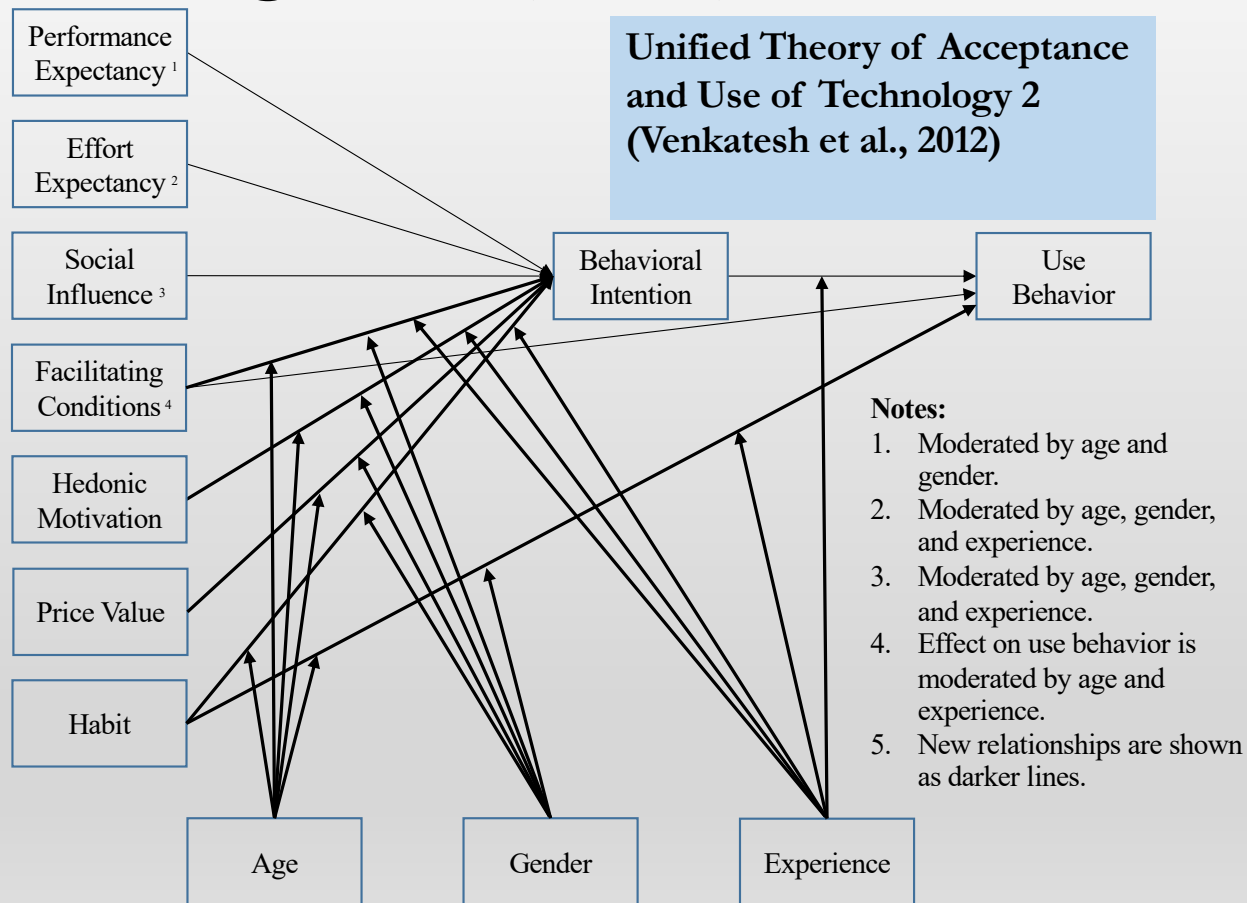 Performance
Expectancy 1
Effort
Expectancy 2
Social
Influence 3
Facilitating
Conditions 4
Hedonic
Motivation
Price Value
Habit
Unified Theory of Acceptance
and Use of Technology 2
(Venkatesh et al., 2012)
Behavioral
Intention
Use
Behavior
Notes:
1. Moderated by age and
gender.
2. Moderated by age, gender,
and experience.
3. Moderated by age, gender,
and experience.
4. Effect on use behavior is
moderated by age and
experience.
5. New relationships are shown
as darker lines.
Age
Gender
Experience